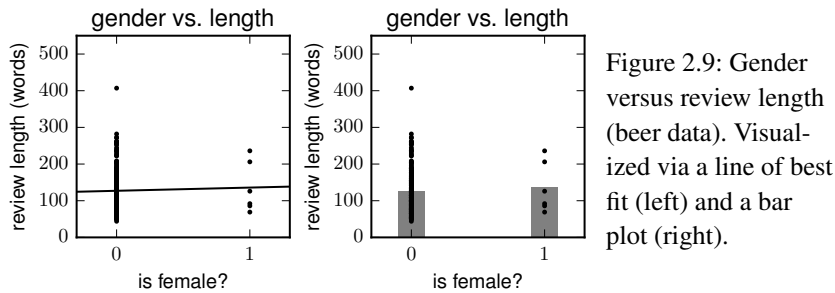 gender vs. length
500
400
300
200
100
0
review length (words)
0
1
is female?
gender vs. length
500
400
300
200
100
0
review length (words)
0
1
is female?
Figure 2.9: Gender
versus review length
(beer data). Visual-
ized via a line of best
fit (left) and a bar
plot (right).